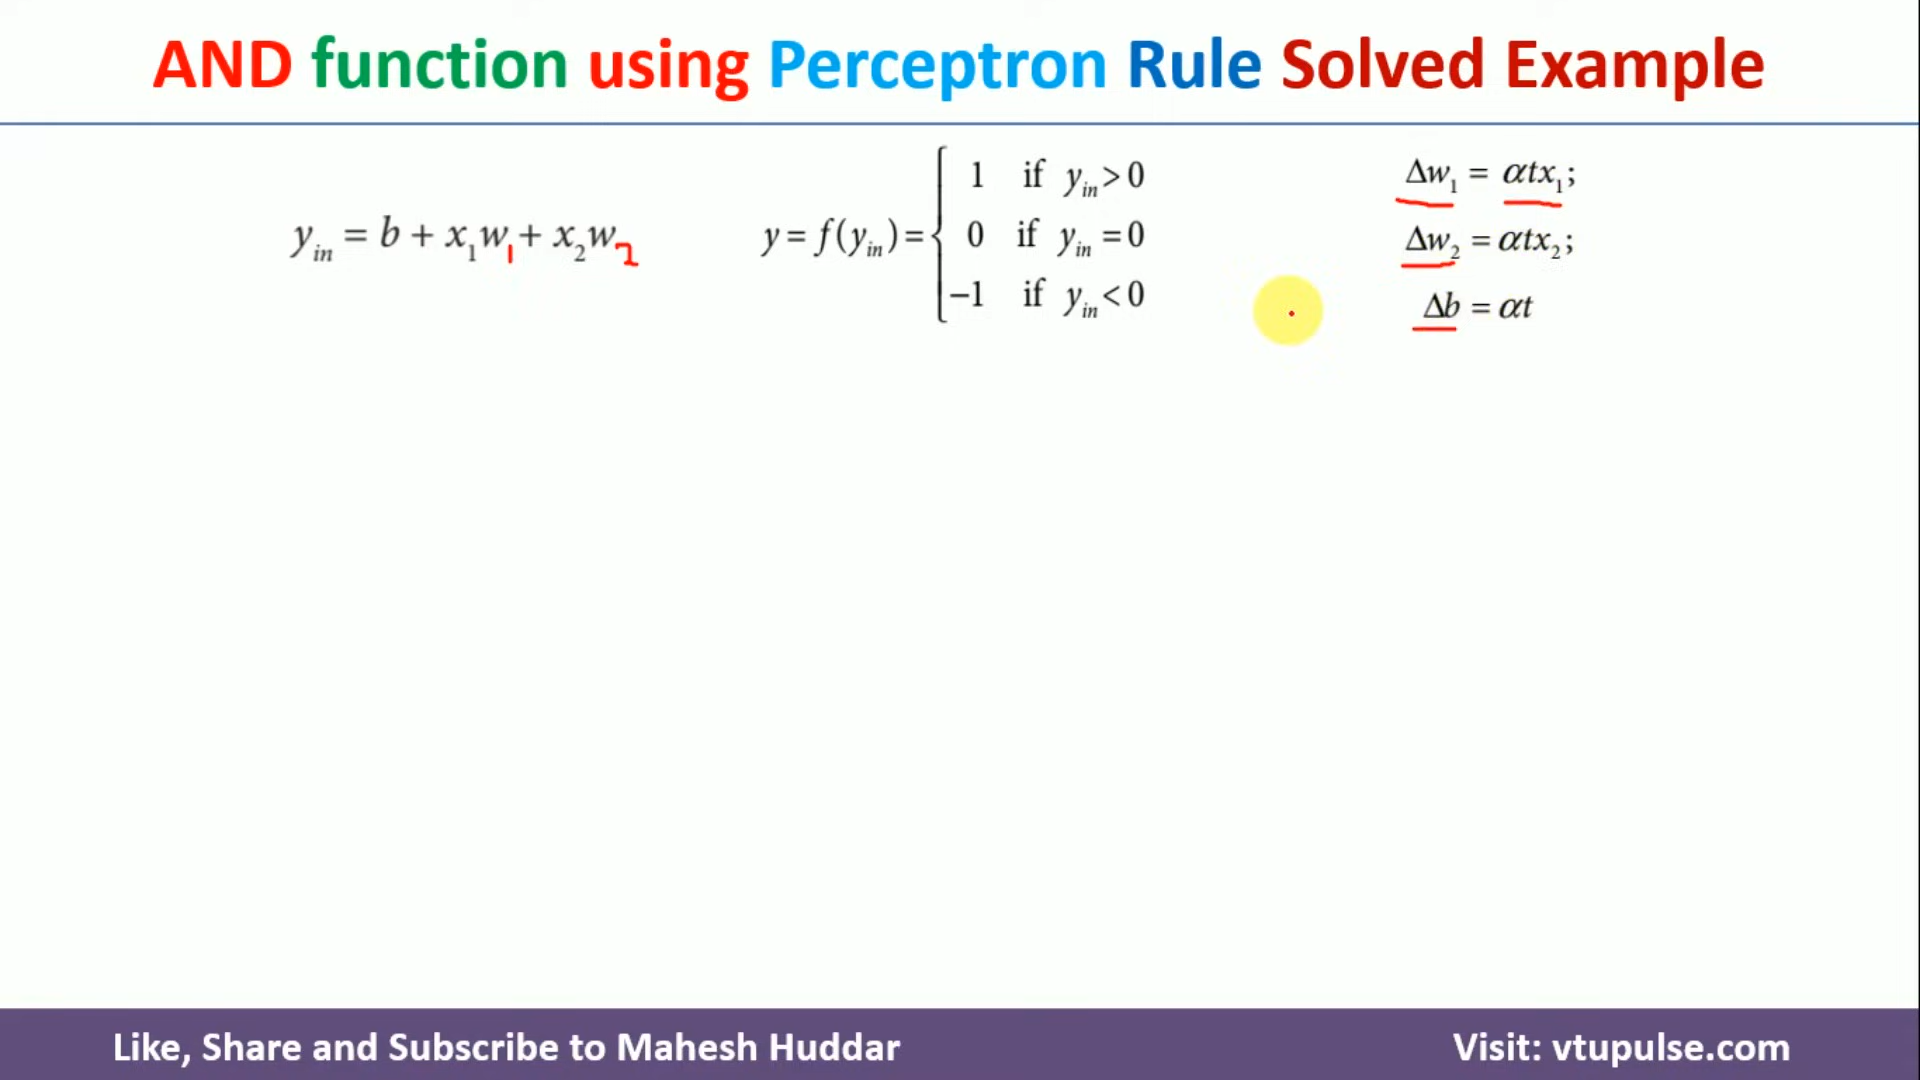 AND function using Perceptron Rule Solved Example
y_in = b + x₁w₁ + x₂w₂
y = f(y_in) = { 1 if y_in > 0
0 if y_in = 0
−1 if y_in < 0
Δw₁ = αtx₁;
Δw₂ = αtx₂;
Δb = αt
Like, Share and Subscribe to Mahesh Huddar
Visit: vtupulse.com